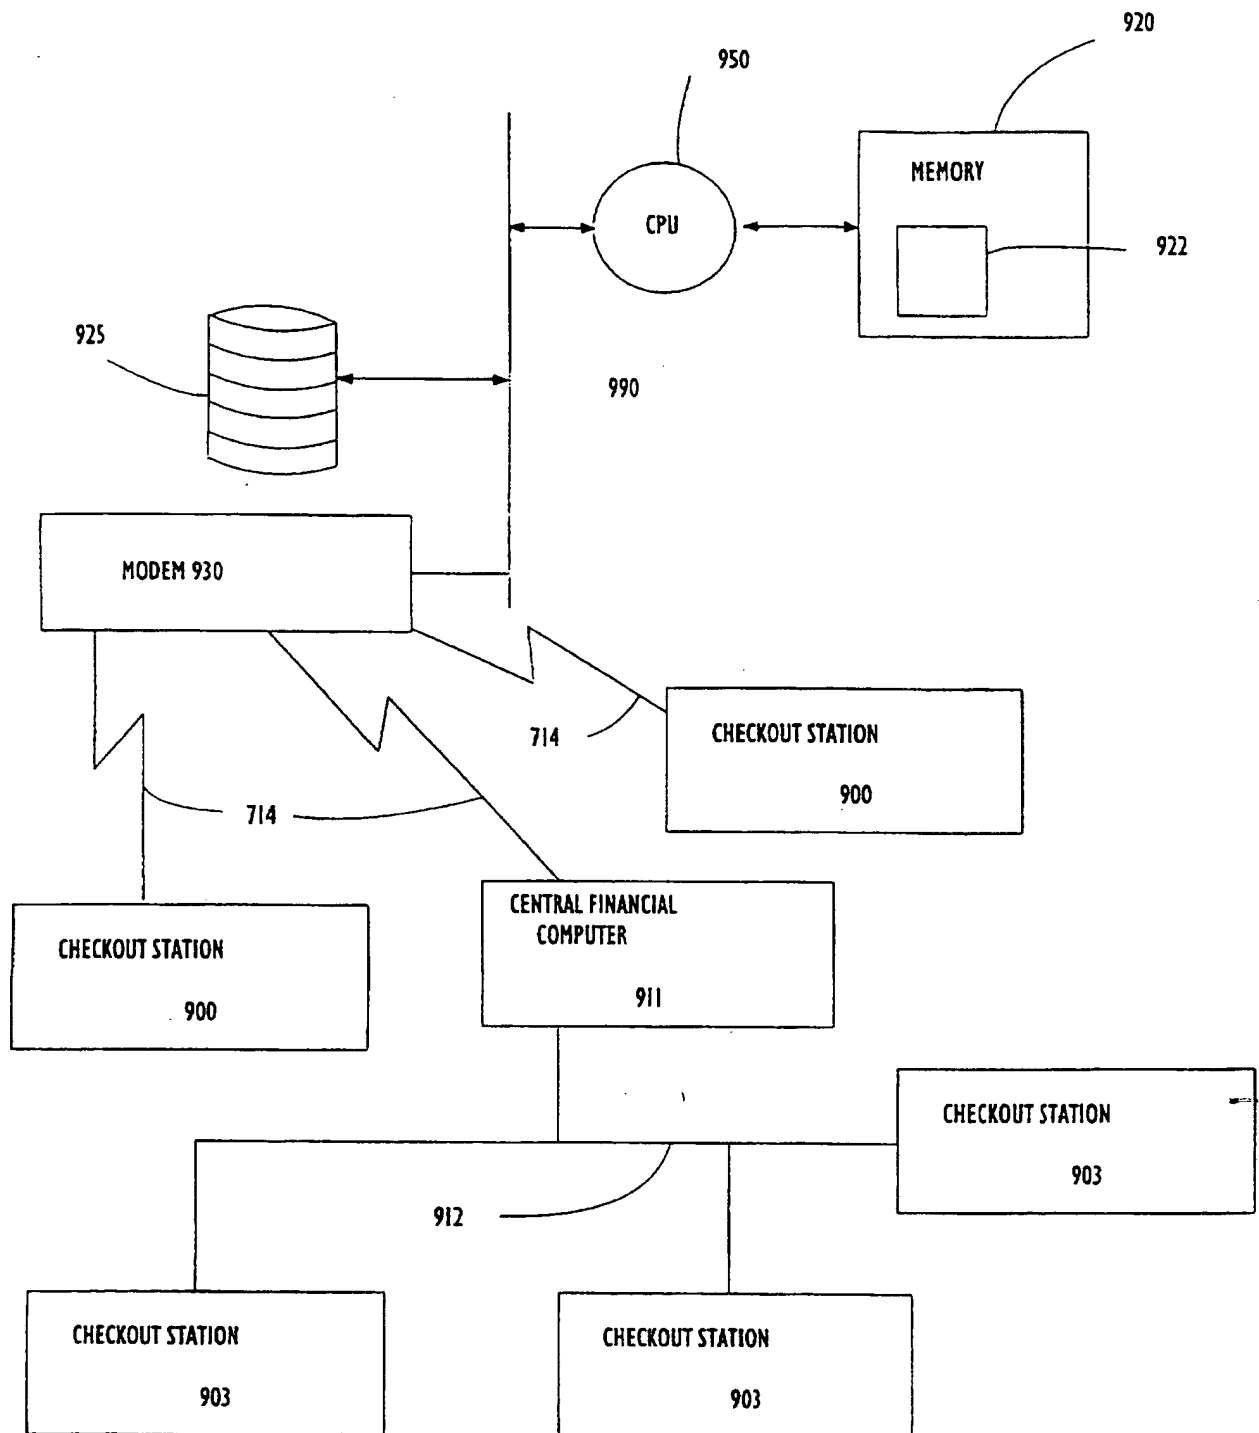 920
950
MEMORY
CPU
922
925
990
MODEM 930
714
CHECKOUT STATION
900
714
CENTRAL FINANCIAL
COMPUTER
911
CHECKOUT STATION
900
CHECKOUT STATION
903
912
CHECKOUT STATION
903
CHECKOUT STATION
903